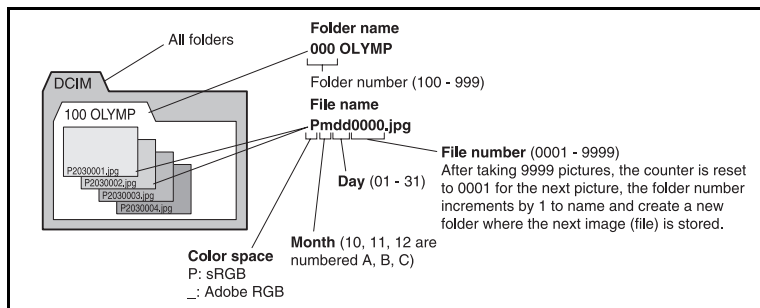 All folders
DCIM
100 OLYMP
P2030001.jpg
P2030002.jpg
P2030003.jpg
P2030004.jpg
Folder name
000 OLYMP
Folder number (100 - 999)
File name
Pmdd0000.jpg
File number (0001 - 9999)
After taking 9999 pictures, the counter is reset
to 0001 for the next picture, the folder number
increments by 1 to name and create a new
folder where the next image (file) is stored.
Day (01 - 31)
Month (10, 11, 12 are
numbered A, B, C)
Color space
P: sRGB
_: Adobe RGB